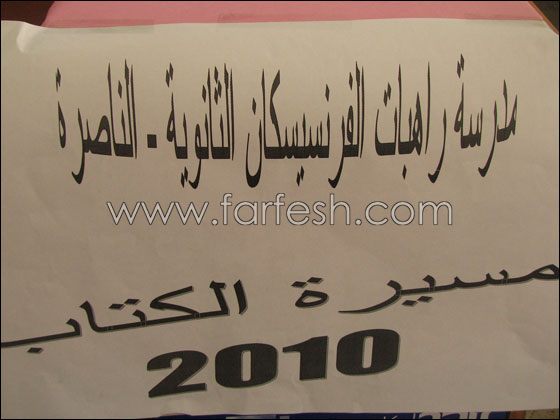 مدرسة راهبات الفرنسيسكان الثانوية - الناصرة
www.farfesh.com
مسيرة الكتاب
2010